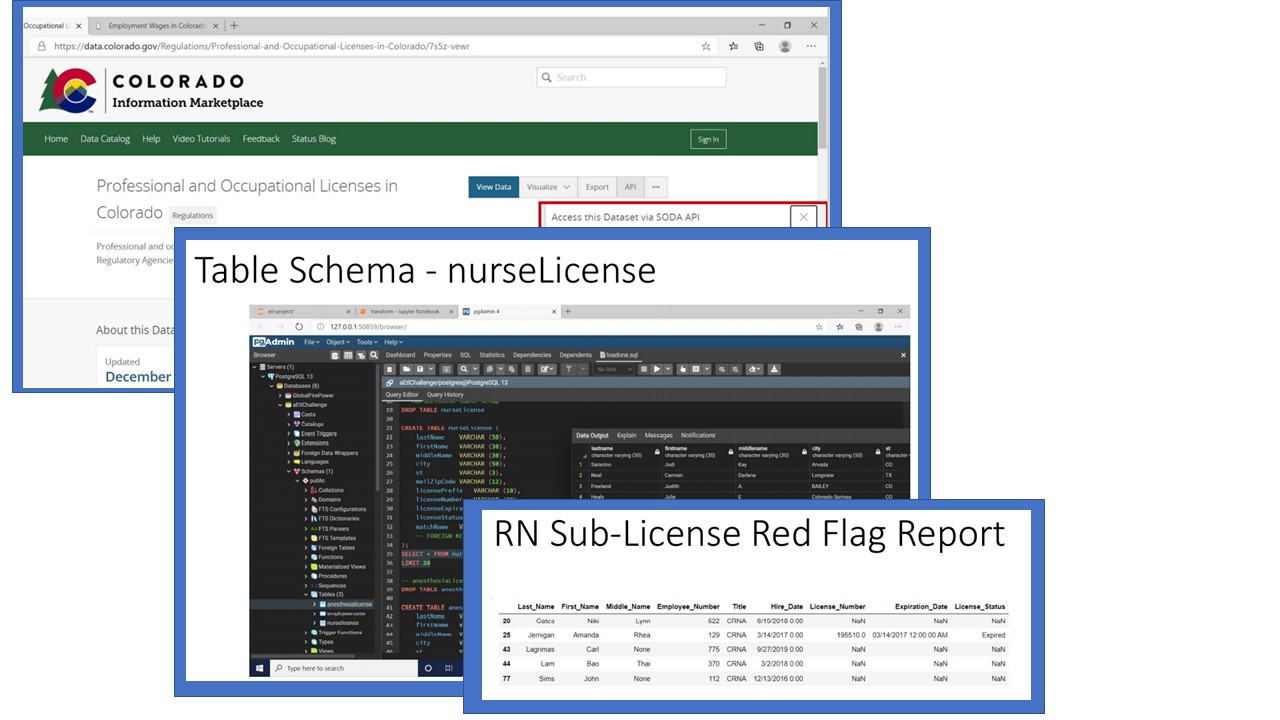 Occupational Li
Employment Wages in Colorado
https://data.colorado.gov/Regulations/Professional-and-Occupational-Licenses-in-Colorado/7s5z-vewr
COLORADO
Information Marketplace
Search
Home Data Catalog Help Video Tutorials Feedback Status Blog Sign In
Professional and Occupational Licenses in
Colorado Regulations
View Data Visualize Export API
Access this Dataset via SODA API
Professional and oc
Regulatory Agencie
About this Data
Updated
December
Table Schema - nurseLicense
etl-project/ transform - Jupyter Notebook pgAdmin 4
127.0.0.1:50859/browser/
pgAdmin File Object Tools Help
Browser Dashboard Properties SQL Statistics Dependencies Dependents loadone.sql
Servers (1)
PostgreSQL 13
Databases (8)
GlobalFirePower
aEtlChallenge
Casts
Catalogs
Event Triggers
Extensions
Foreign Data Wrappers
Languages
Schemas (1)
public
Collations
Domains
FTS Configurations
FTS Dictionaries
FTS Parsers
FTS Templates
Foreign Tables
Functions
Materialized Views
Procedures
Sequences
Tables (3)
anesthesialicense
nurselicense
Trigger Functions
Types
Views
No limit
aEtlChallenge/postgres@PostgreSQL 13
Query Editor Query History
19 DROP TABLE nurseLicense
20
21 CREATE TABLE nurseLicense (
22 lastName VARCHAR (50),
23 firstName VARCHAR (30),
24 middleName VARCHAR (30),
25 city VARCHAR (50),
26 st VARCHAR (3),
27 mailZipCode VARCHAR (12),
28 licensePrefix VARCHAR (10),
29 licenseNumber
30 licenseExpira
31 licenseStatus
32 matchName V
33 -- FOREIGN KE
34 );
35 SELECT * FROM nur
36 LIMIT 20
37
38 -- anesthesiaLice
39 DROP TABLE anesth
40
41 CREATE TABLE anes
42 lastName V
43 firstName V
44 middleName V
45 city V
46 st V
Data Output Explain Messages Notifications
lastname firstname middlename city st
character varying (50) character varying (30) character varying (30) character varying (50) character
1 Saracino Jodi Kay Arvada CO
2 Neal Carmen Darlene Longview TX
3 Freeland Judith A BAILEY CO
4 Healy Julie E Colorado Springs CO
Type here to search
RN Sub-License Red Flag Report
Last_Name First_Name Middle_Name Employee_Number Title Hire_Date License_Number Expiration_Date License_Status
20 Gates Niki Lynn 522 CRNA 6/19/2018 0:00 NaN NaN NaN
25 Jernigan Amanda Rhea 129 CRNA 3/14/2017 0:00 195510.0 03/14/2017 12:00:00 AM Expired
43 Lagrimas Carl None 775 CRNA 9/27/2019 0:00 NaN NaN NaN
44 Lam Bao Thai 370 CRNA 3/2/2018 0:00 NaN NaN NaN
77 Sims John None 112 CRNA 12/13/2016 0:00 NaN NaN NaN